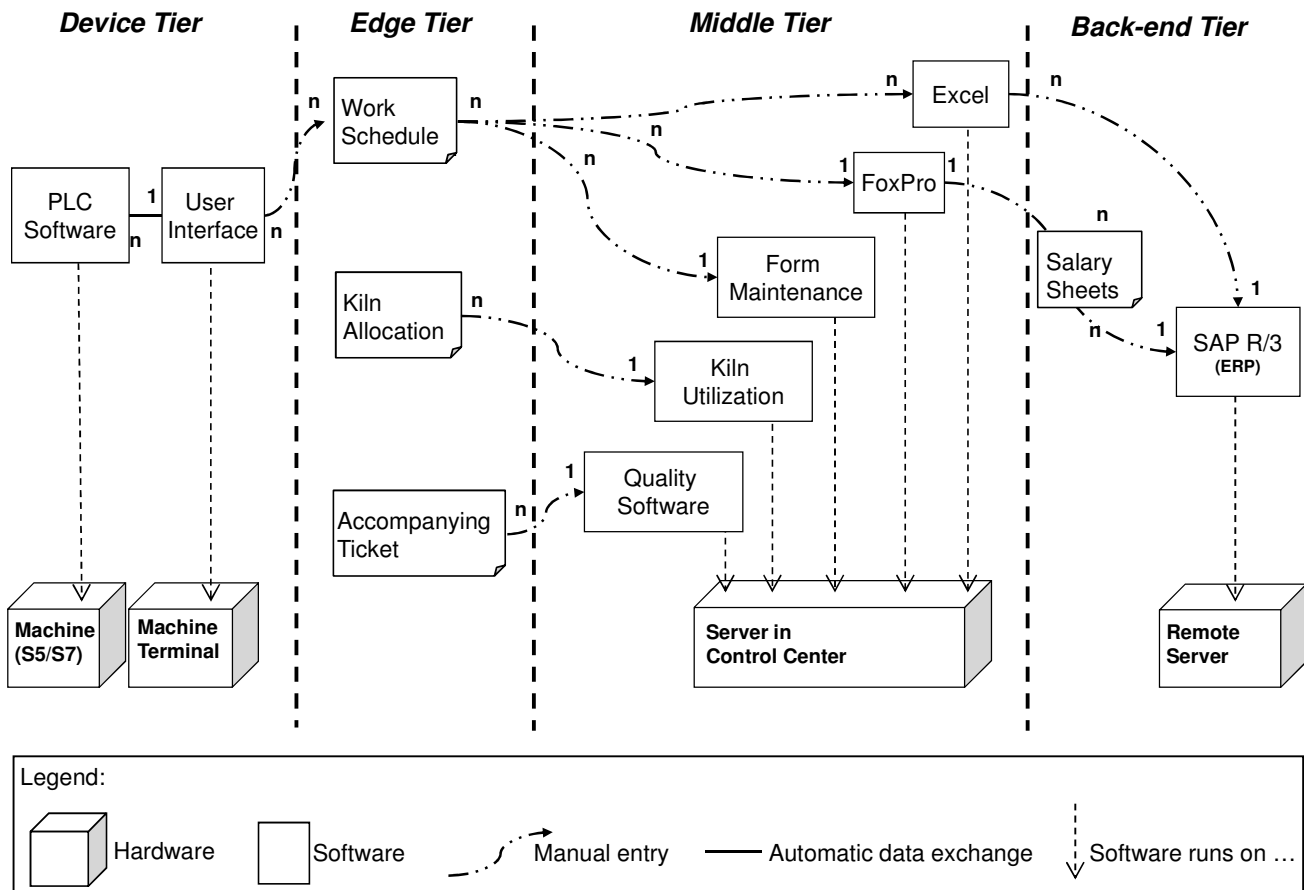 Device Tier
Edge Tier
Middle Tier
Back-end Tier
n
Work
Schedule
n
n
Excel
n
n
n
1
FoxPro
1
PLC
Software
1
n
User
Interface
n
n
Salary
Sheets
n
1
1
SAP R/3
(ERP)
1
Form
Maintenance
Kiln
Allocation
n
1
Kiln
Utilization
1
Quality
Software
Accompanying
Ticket
n
Machine
(S5/S7)
Machine
Terminal
Server in
Control Center
Remote
Server
Legend:
Hardware
Software
Manual entry
Automatic data exchange
Software runs on ...